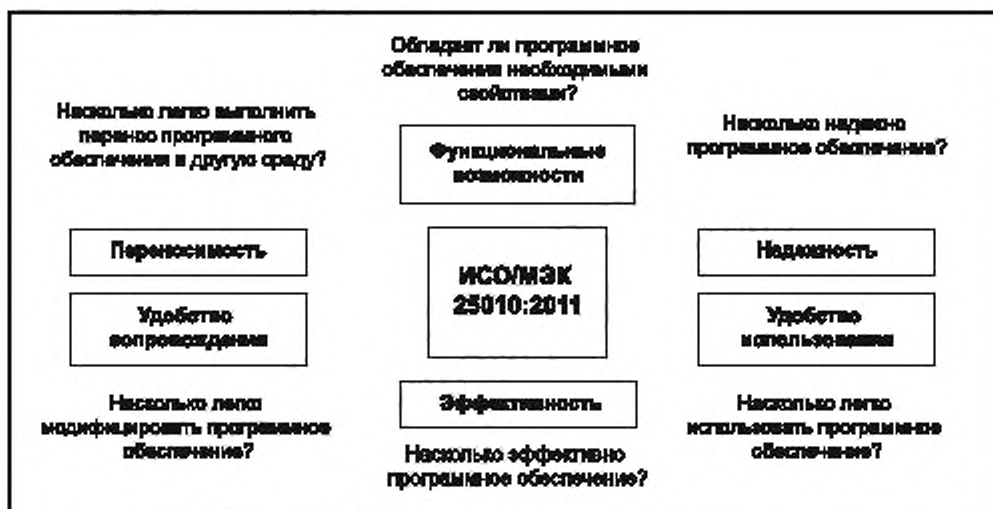 Обладает ли программное
обеспечения необходимыми
свойствами?
Насколько легко выполнить
перенос программного
обеспечения в другую среду?
Насколько надежно
программное обеспечение?
Функциональные
возможности
Переносимость
ИСО/МЭК
25010:2011
Надежность
Удобство
сопровождения
Удобство
использования
Эффективность
Насколько легко
модифицировать программное
обеспечение?
Насколько эффективно
программное обеспечение?
Насколько легко
использовать программное
обеспечение?